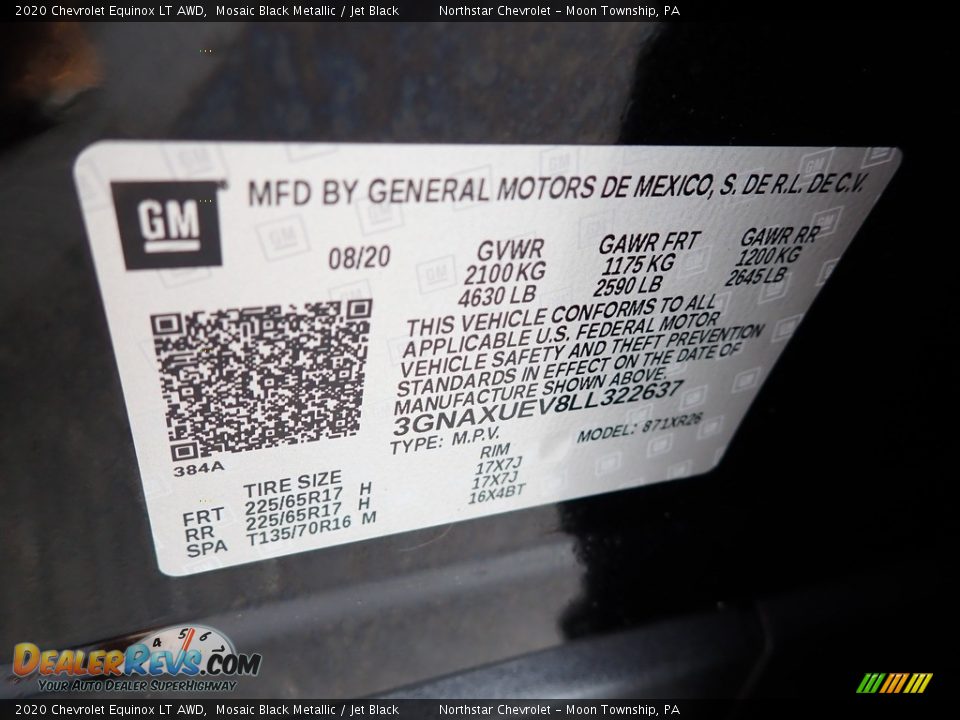 2020 Chevrolet Equinox LT AWD,  Mosaic Black Metallic / Jet Black        Northstar Chevrolet - Moon Township, PA
GM MFD BY GENERAL MOTORS DE MEXICO, S. DE R.L. DE C.V.
08/20 GVWR GAWR FRT GAWR RR
2100 KG 1175 KG 1200 KG
4630 LB 2590 LB 2645 LB
THIS VEHICLE CONFORMS TO ALL
APPLICABLE U.S. FEDERAL MOTOR
VEHICLE SAFETY AND THEFT PREVENTION
STANDARDS IN EFFECT ON THE DATE OF
MANUFACTURE SHOWN ABOVE.
3GNAXUEV8LL322637
TYPE: M.P.V. MODEL: 871XR26
384A
TIRE SIZE RIM
FRT 225/65R17 H 17X7J
RR 225/65R17 H 17X7J
SPA T135/70R16 M 16X4BT
4 5 6
DEALERREVS.COM
YOUR AUTO DEALER SUPERHIGHWAY
2020 Chevrolet Equinox LT AWD,  Mosaic Black Metallic / Jet Black        Northstar Chevrolet - Moon Township, PA